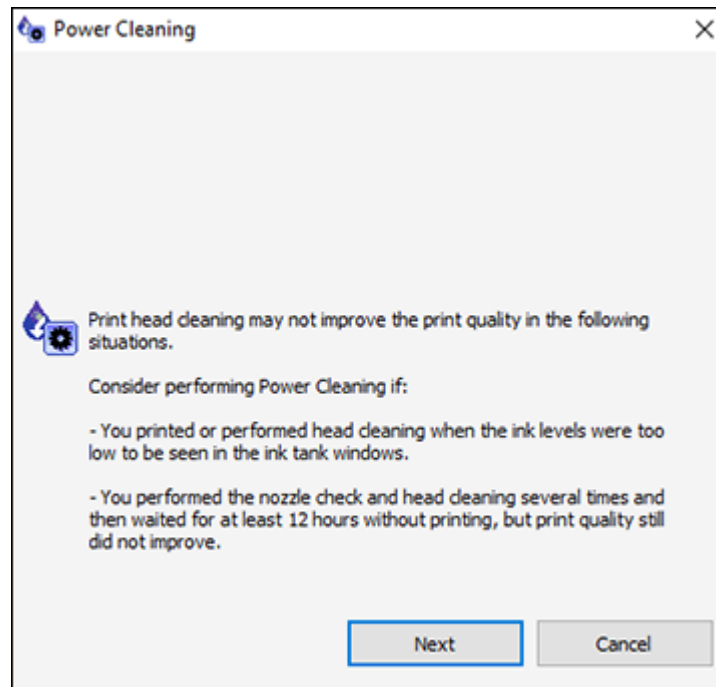 Power Cleaning
Print head cleaning may not improve the print quality in the following
situations.
Consider performing Power Cleaning if:
- You printed or performed head cleaning when the ink levels were too
low to be seen in the ink tank windows.
- You performed the nozzle check and head cleaning several times and
then waited for at least 12 hours without printing, but print quality still
did not improve.
Next
Cancel